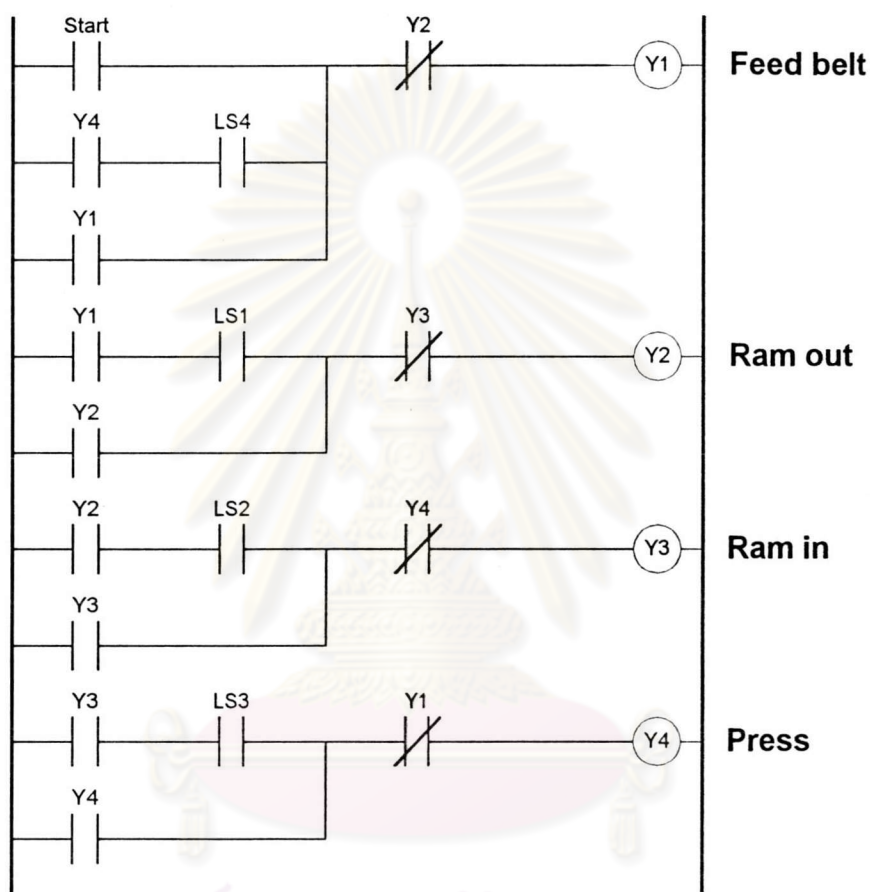 Start Y2
Y1 Feed belt
Y4 LS4
Y1
Y1 LS1 Y3
Y2 Ram out
Y2
Y2 LS2 Y4
Y3 Ram in
Y3
Y3 LS3 Y1
Y4 Press
Y4